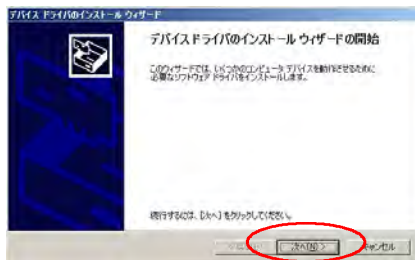 デバイス ドライバのインストール ウィザード
デバイス ドライバのインストール ウィザードの開始
このウィザードでは、いくつかのコンピュータ デバイスを動作させるために
必要なソフトウェア ドライバをインストールします。
続行するには、[次へ] をクリックしてください。
次へ(N) >
キャンセル